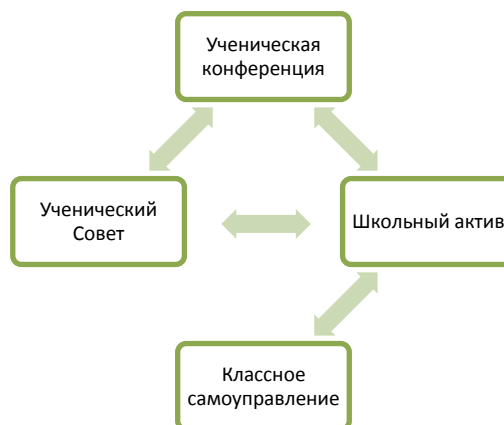 Ученическая
конференция
Ученический
Совет
Школьный актив
Классное
самоуправление